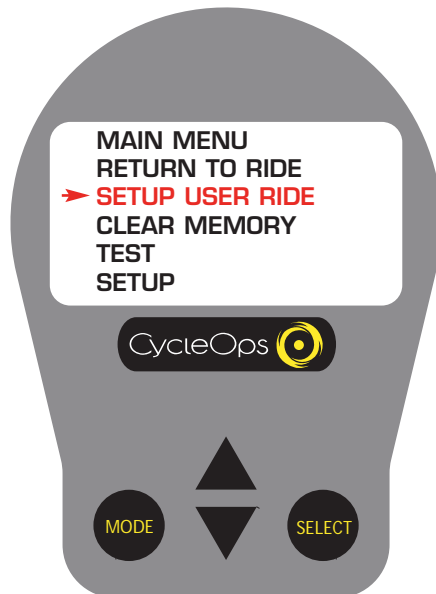 MAIN MENU
RETURN TO RIDE
SETUP USER RIDE
CLEAR MEMORY
TEST
SETUP
CycleOps
MODE
SELECT